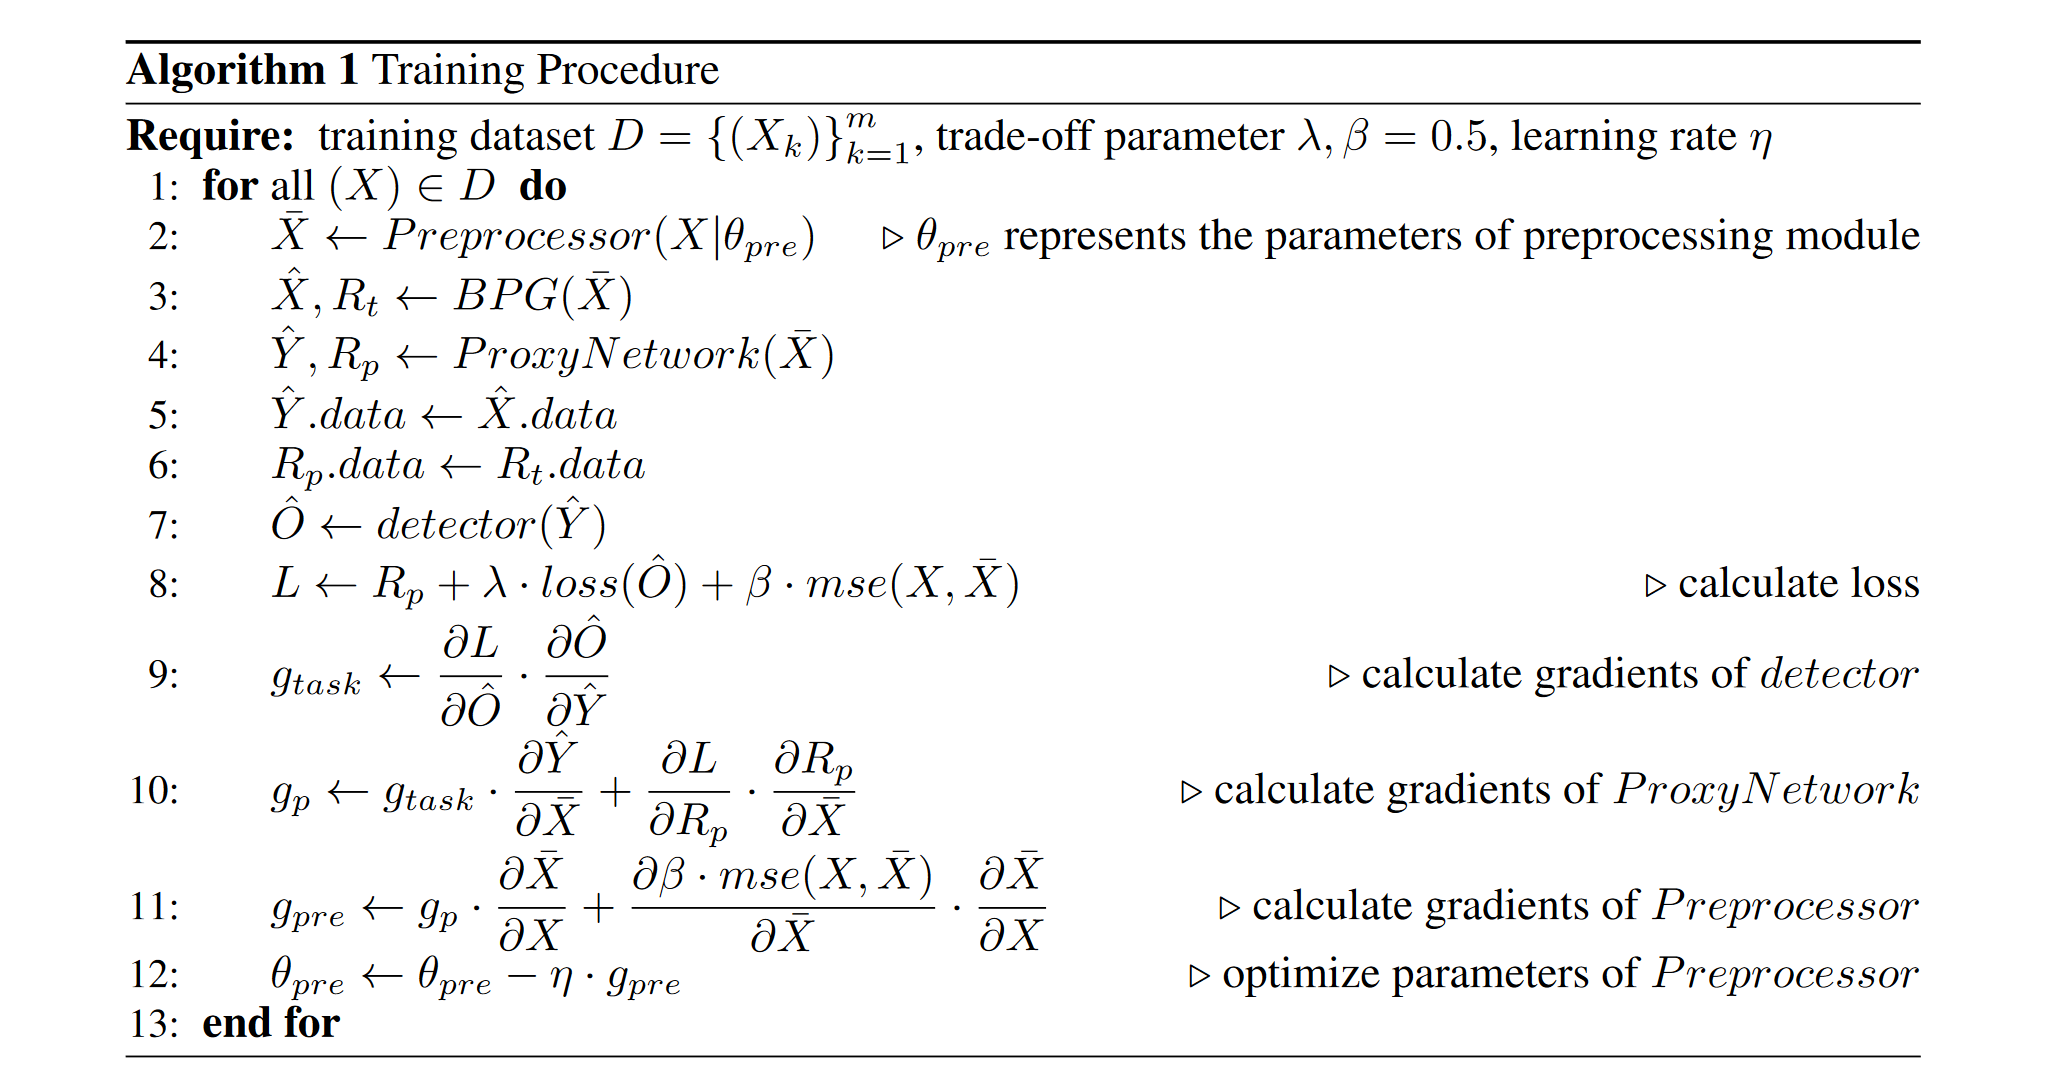 Algorithm 1 Training Procedure
Require: training dataset $D = \{(X_k)\}_{k=1}^{m}$, trade-off parameter $\lambda, \beta = 0.5$, learning rate $\eta$
1: for all $(X) \in D$ do
2: $\bar{X} \leftarrow Preprocessor(X|\theta_{pre})$ ▷ $\theta_{pre}$ represents the parameters of preprocessing module
3: $\hat{X}, R_t \leftarrow BPG(\bar{X})$
4: $\hat{Y}, R_p \leftarrow ProxyNetwork(\bar{X})$
5: $\hat{Y}.data \leftarrow \hat{X}.data$
6: $R_p.data \leftarrow R_t.data$
7: $\hat{O} \leftarrow detector(\hat{Y})$
8: $L \leftarrow R_p + \lambda \cdot loss(\hat{O}) + \beta \cdot mse(X, \bar{X})$ ▷ calculate loss
9: $g_{task} \leftarrow \frac{\partial L}{\partial \hat{O}} \cdot \frac{\partial \hat{O}}{\partial \hat{Y}}$ ▷ calculate gradients of $detector$
10: $g_p \leftarrow g_{task} \cdot \frac{\partial \hat{Y}}{\partial \bar{X}} + \frac{\partial L}{\partial R_p} \cdot \frac{\partial R_p}{\partial \bar{X}}$ ▷ calculate gradients of $ProxyNetwork$
11: $g_{pre} \leftarrow g_p \cdot \frac{\partial \bar{X}}{\partial X} + \frac{\partial \beta \cdot mse(X, \bar{X})}{\partial \bar{X}} \cdot \frac{\partial \bar{X}}{\partial X}$ ▷ calculate gradients of $Preprocessor$
12: $\theta_{pre} \leftarrow \theta_{pre} - \eta \cdot g_{pre}$ ▷ optimize parameters of $Preprocessor$
13: end for